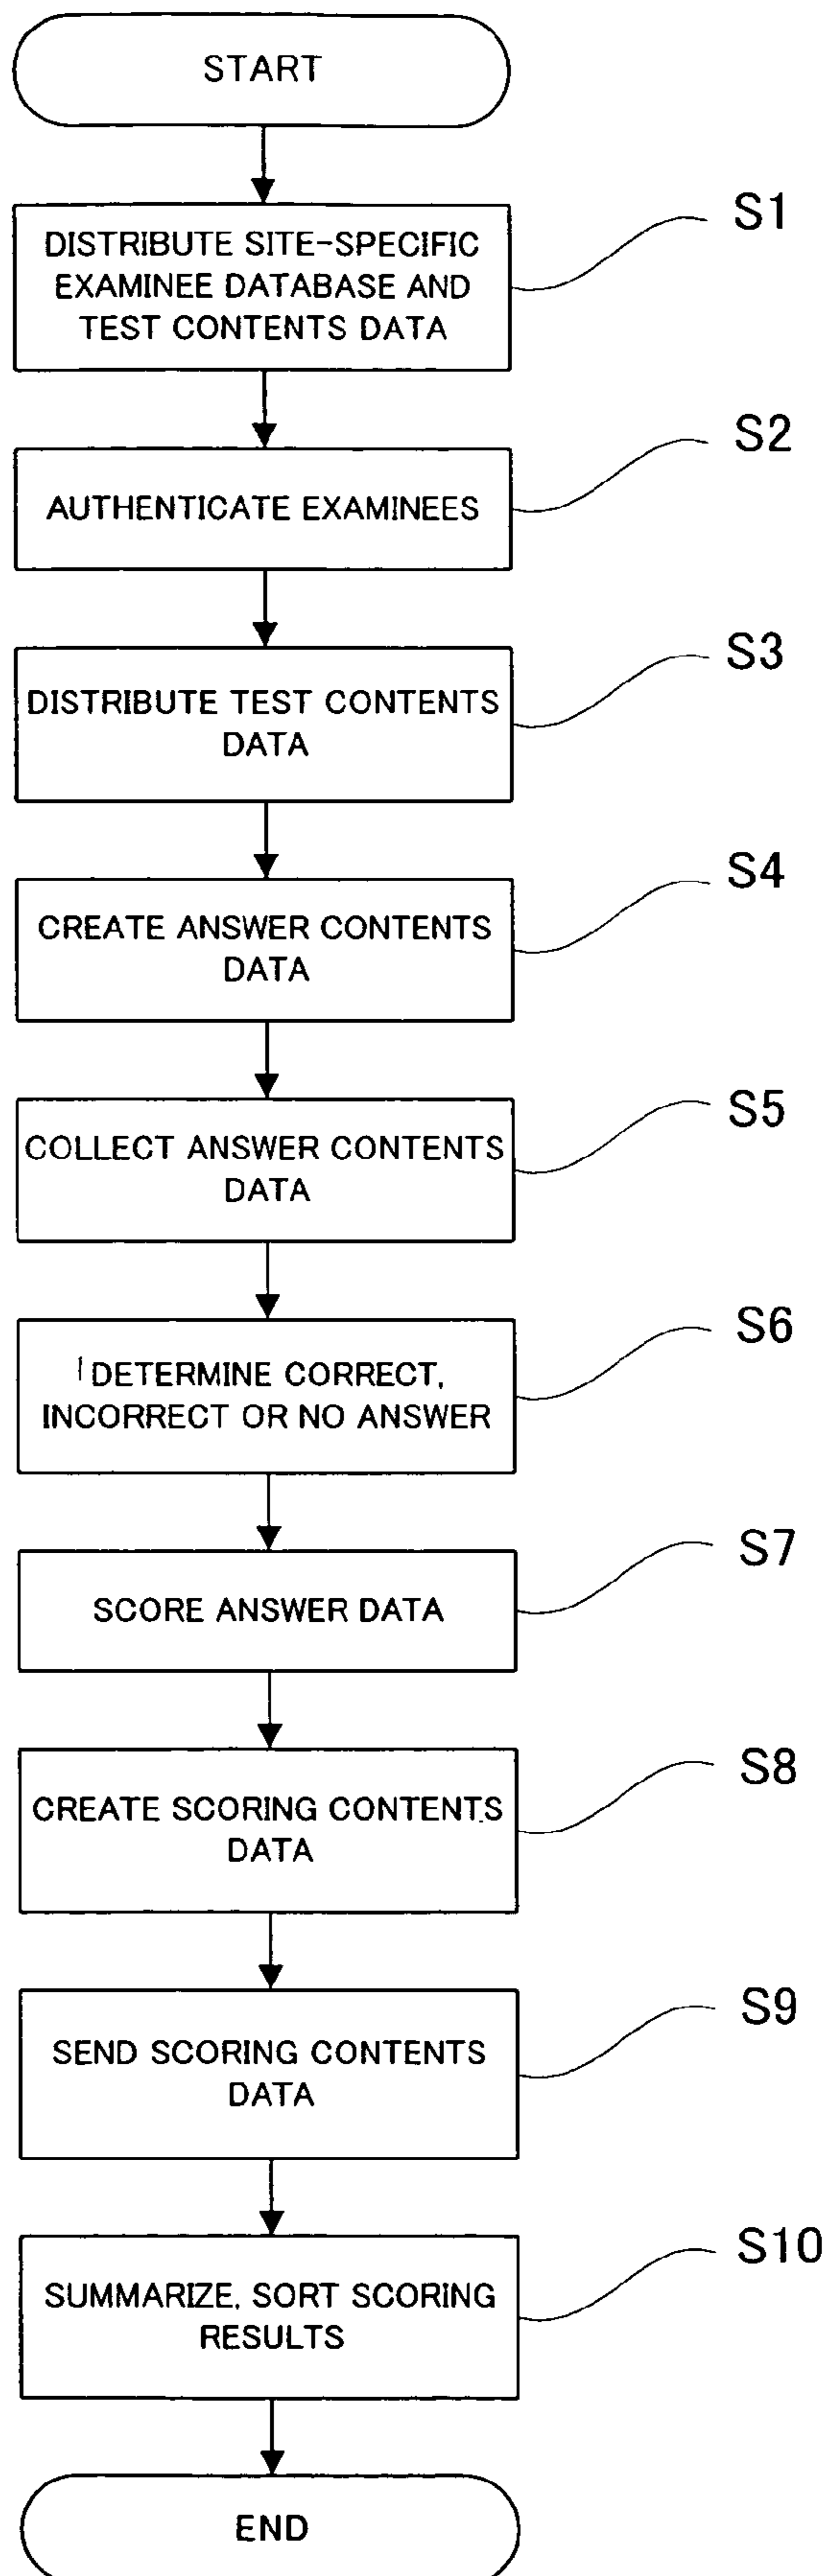 START
S1
DISTRIBUTE SITE-SPECIFIC
EXAMINEE DATABASE AND
TEST CONTENTS DATA
S2
AUTHENTICATE EXAMINEES
S3
DISTRIBUTE TEST CONTENTS
DATA
S4
CREATE ANSWER CONTENTS
DATA
S5
COLLECT ANSWER CONTENTS
DATA
S6
DETERMINE CORRECT,
INCORRECT OR NO ANSWER
S7
SCORE ANSWER DATA
S8
CREATE SCORING CONTENTS
DATA
S9
SEND SCORING CONTENTS
DATA
S10
SUMMARIZE, SORT SCORING
RESULTS
END